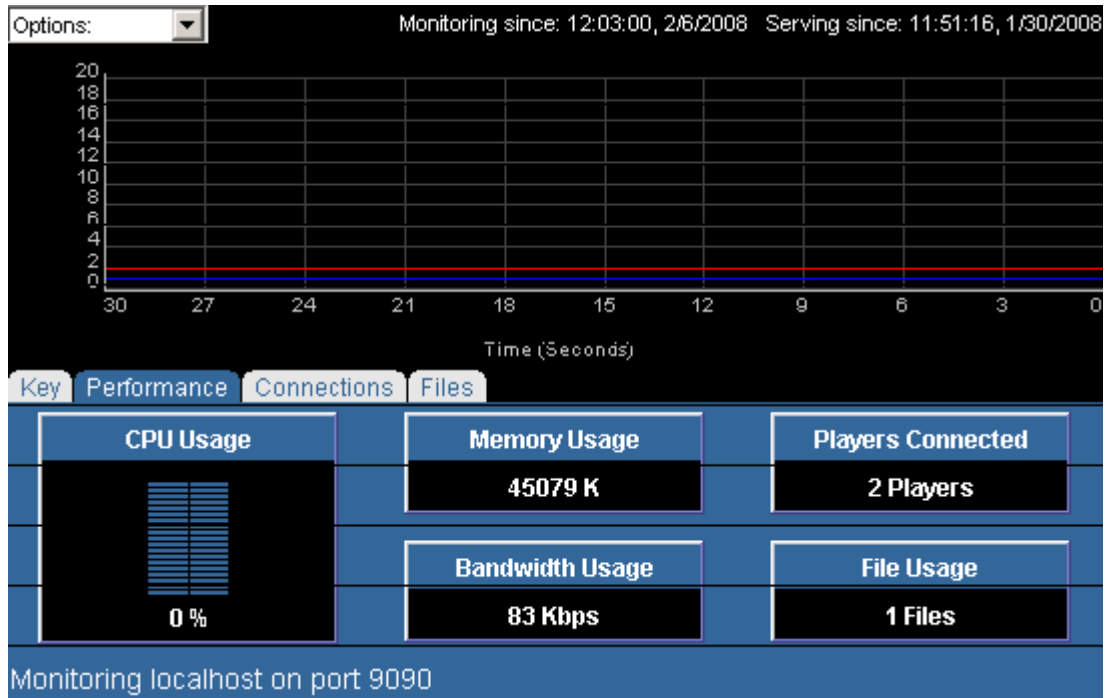 Options:
Monitoring since: 12:03:00, 2/6/2008 Serving since: 11:51:16, 1/30/2008
20
18
16
14
12
10
8
6
4
2
0
30 27 24 21 18 15 12 9 6 3 0
Time (Seconds)
Key Performance Connections Files
CPU Usage Memory Usage Players Connected
45079 K 2 Players
Bandwidth Usage File Usage
0 % 83 Kbps 1 Files
Monitoring localhost on port 9090